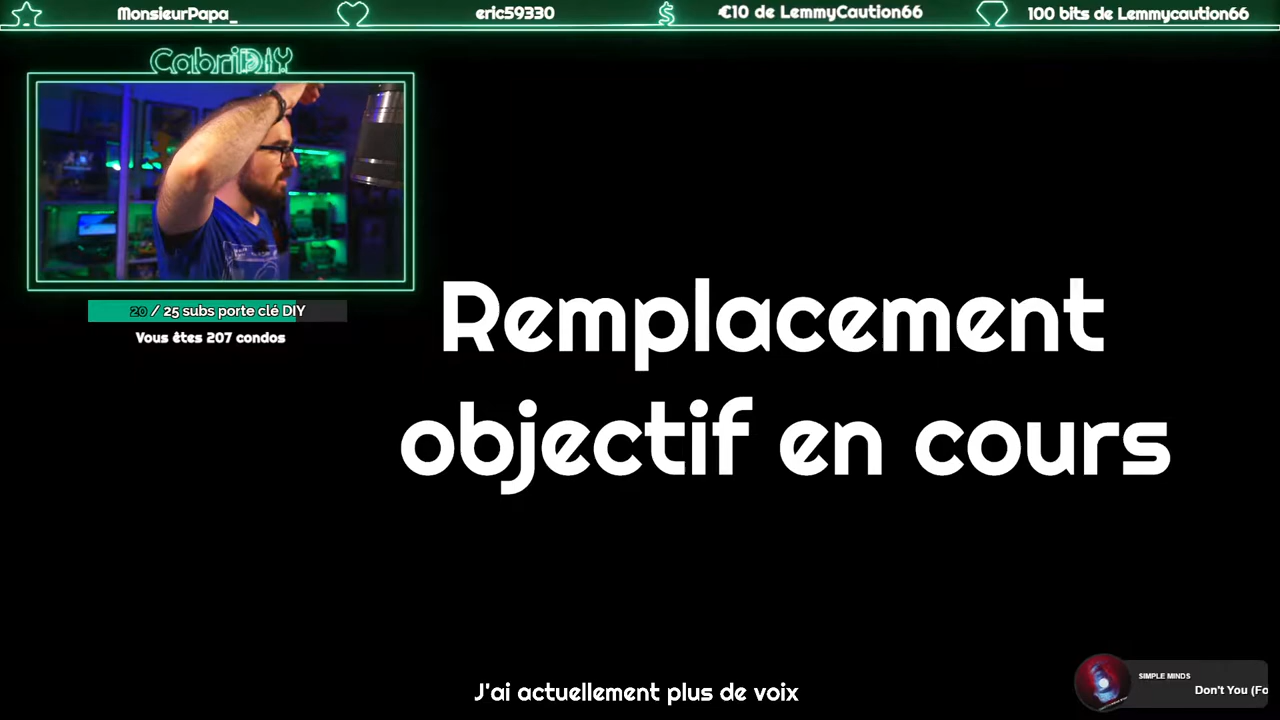 MonsieurPapa_
eric59330
€10 de LemmyCaution66
100 bits de Lemmycaution66
CabriDIY
20 / 25 subs porte clé DIY
Vous êtes 207 condos
Remplacement
objectif en cours
J'ai actuellement plus de voix
SIMPLE MINDS
Don't You (Fo